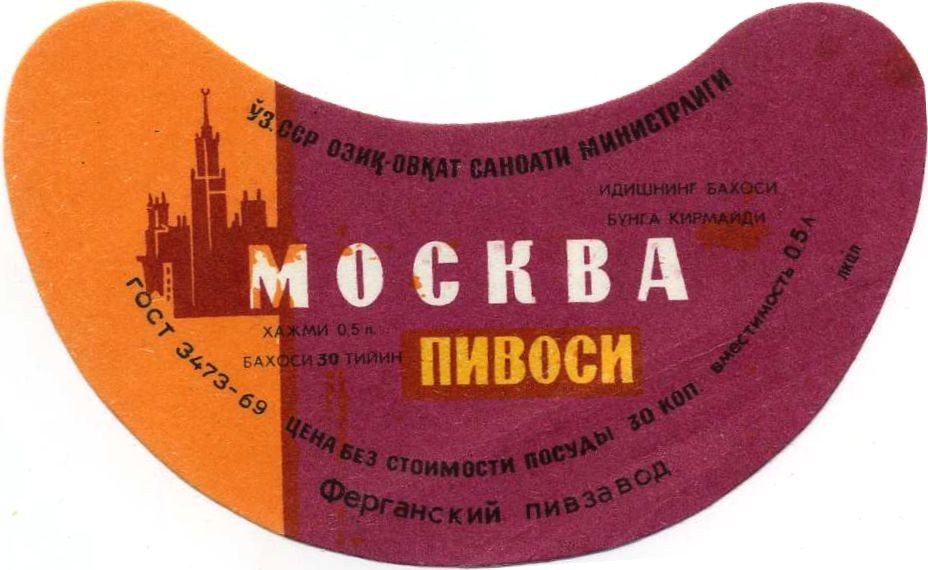 ЎЗ. ССР ОЗИҚ-ОВҚАТ САНОАТИ МИНИСТРЛИГИ
ИДИШНИНГ БАХОСИ
БУНГА КИРМАЙДИ
МОСКВА
ПИВОСИ
ХАЖМИ 0,5 л.
БАХОСИ 30 ТИЙИН
ГОСТ 3473-69 ЦЕНА БЕЗ СТОИМОСТИ ПОСУДЫ 30 КОП. ВМЕСТИМОСТЬ 0,5 Л
Ферганский пивзавод